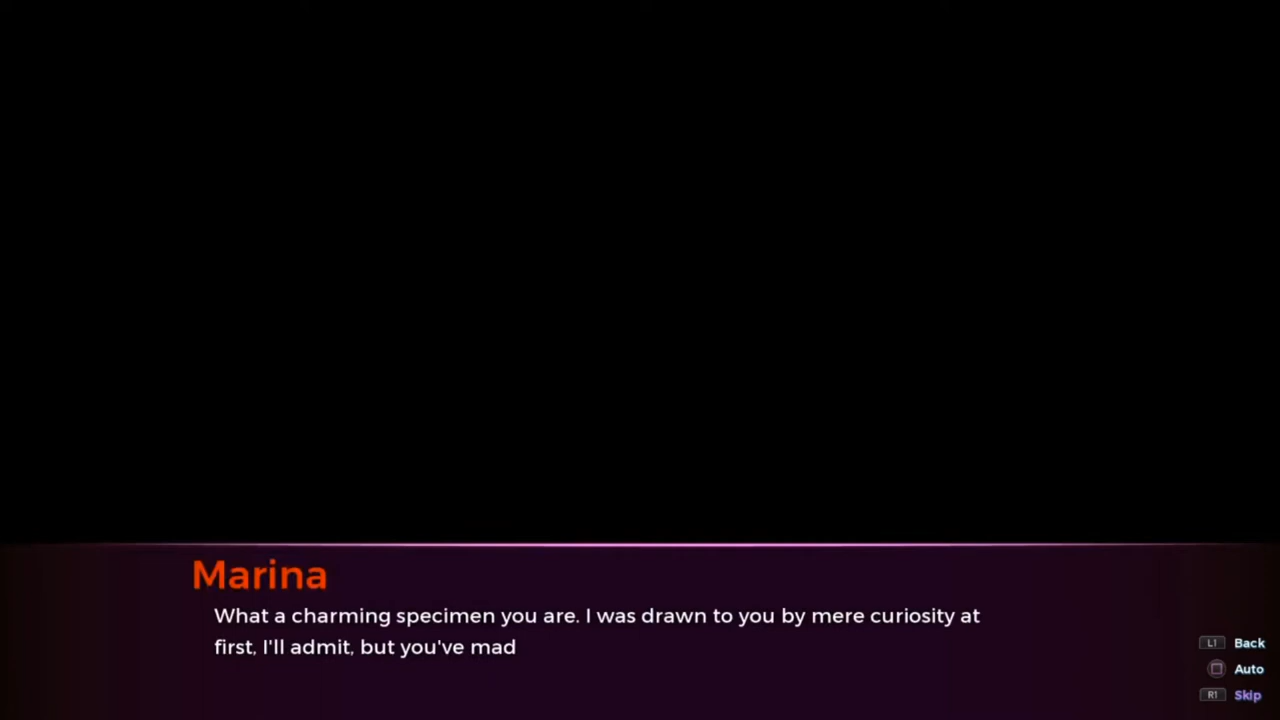 Marina
What a charming specimen you are. I was drawn to you by mere curiosity at
first, I'll admit, but you've mad
L1 Back
Auto
R1 Skip